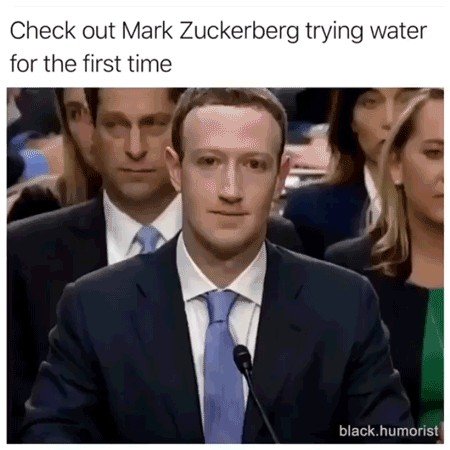 Check out Mark Zuckerberg trying water
for the first time
black.humorist